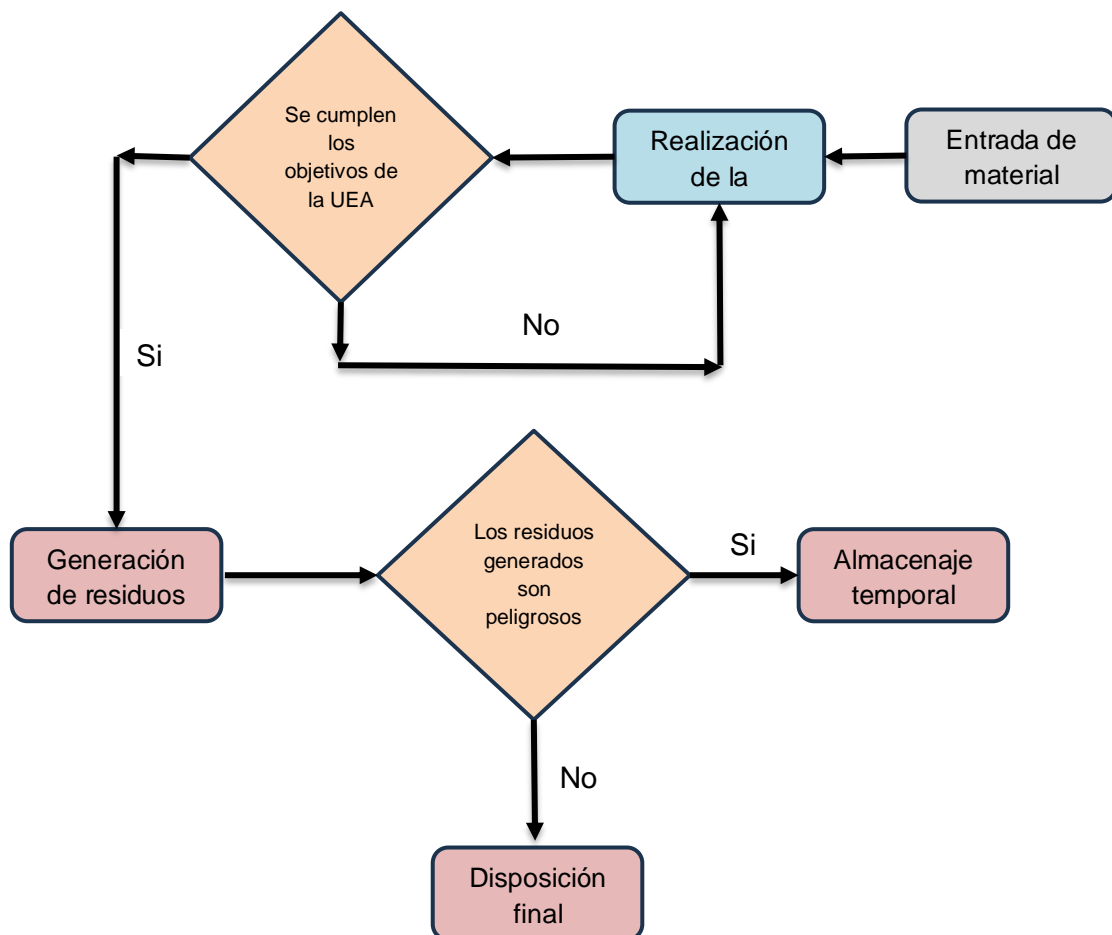 Se cumplen
los
objetivos de
la UEA
Realización
de la
Entrada de
material
No
Si
Generación
de residuos
Los residuos
generados
son
peligrosos
Si
Almacenaje
temporal
No
Disposición
final